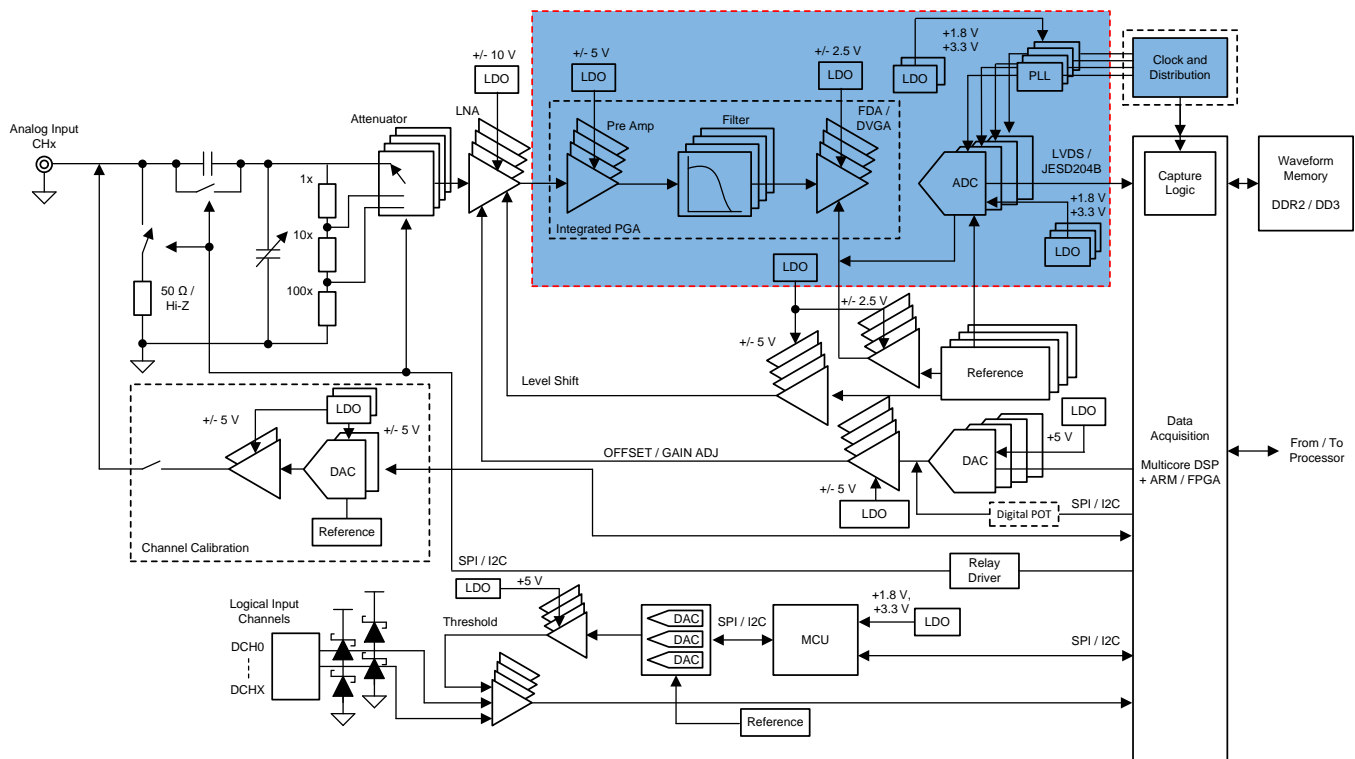 Analog Input
CHx
50 Ω /
Hi-Z
1x
10x
100x
Attenuator
LNA
+/- 10 V
LDO
+/- 5 V
LDO
Pre Amp
Filter
Integrated PGA
+/- 2.5 V
LDO
FDA /
DVGA
+1.8 V
+3.3 V
LDO
PLL
Clock and
Distribution
ADC
LVDS /
JESD204B
+1.8 V
+3.3 V
LDO
Capture
Logic
Waveform
Memory
DDR2 / DD3
LDO
+/- 2.5 V
+/- 5 V
Level Shift
Reference
LDO
+5 V
DAC
OFFSET / GAIN ADJ
+/- 5 V
LDO
Digital POT
SPI / I2C
Data
Acquisition
Multicore DSP
+ ARM / FPGA
From / To
Processor
+/- 5 V
LDO
+/- 5 V
DAC
Reference
Channel Calibration
SPI / I2C
Relay
Driver
Logical Input
Channels
DCH0
DCHX
Threshold
LDO
+5 V
DAC
DAC
DAC
SPI / I2C
MCU
+1.8 V,
+3.3 V
LDO
SPI / I2C
Reference